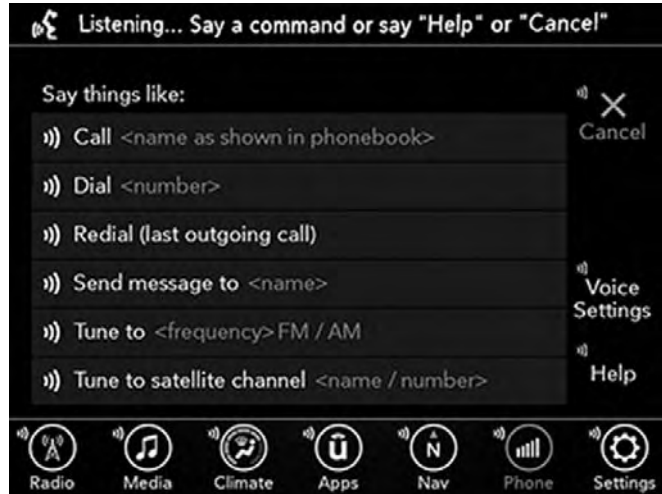 Listening... Say a command or say "Help" or "Cancel"
Say things like:
Call <name as shown in phonebook>
Cancel
Dial <number>
Redial (last outgoing call)
Send message to <name>
Voice
Settings
Tune to <frequency> FM / AM
Tune to satellite channel <name / number>
Help
ū N
Radio Media Climate Apps Nav Phone Settings